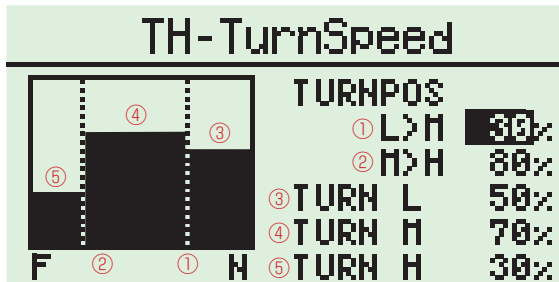 TH-TurnSpeed
TURNPOS
① L>M 30%
② M>H 80%
③ TURN L 50%
④ TURN M 70%
⑤ TURN H 30%
④
③
⑤
F ② ① N